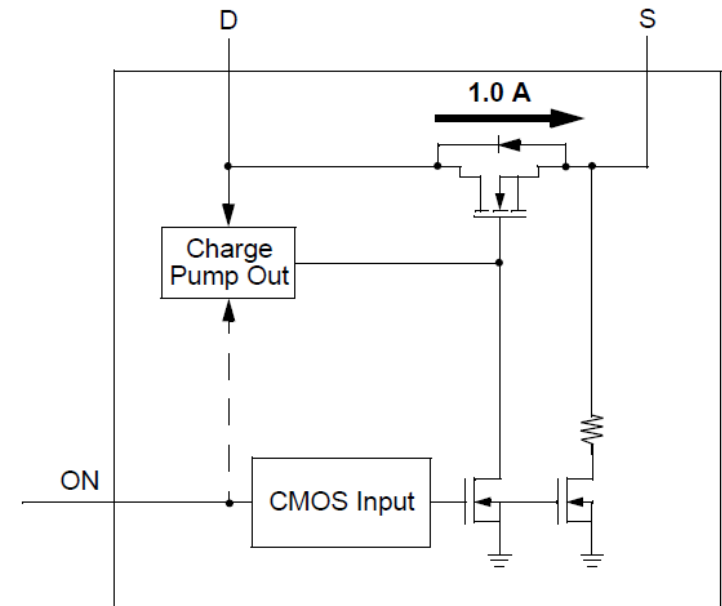 D
S
1.0 A
Charge
Pump Out
ON
CMOS Input